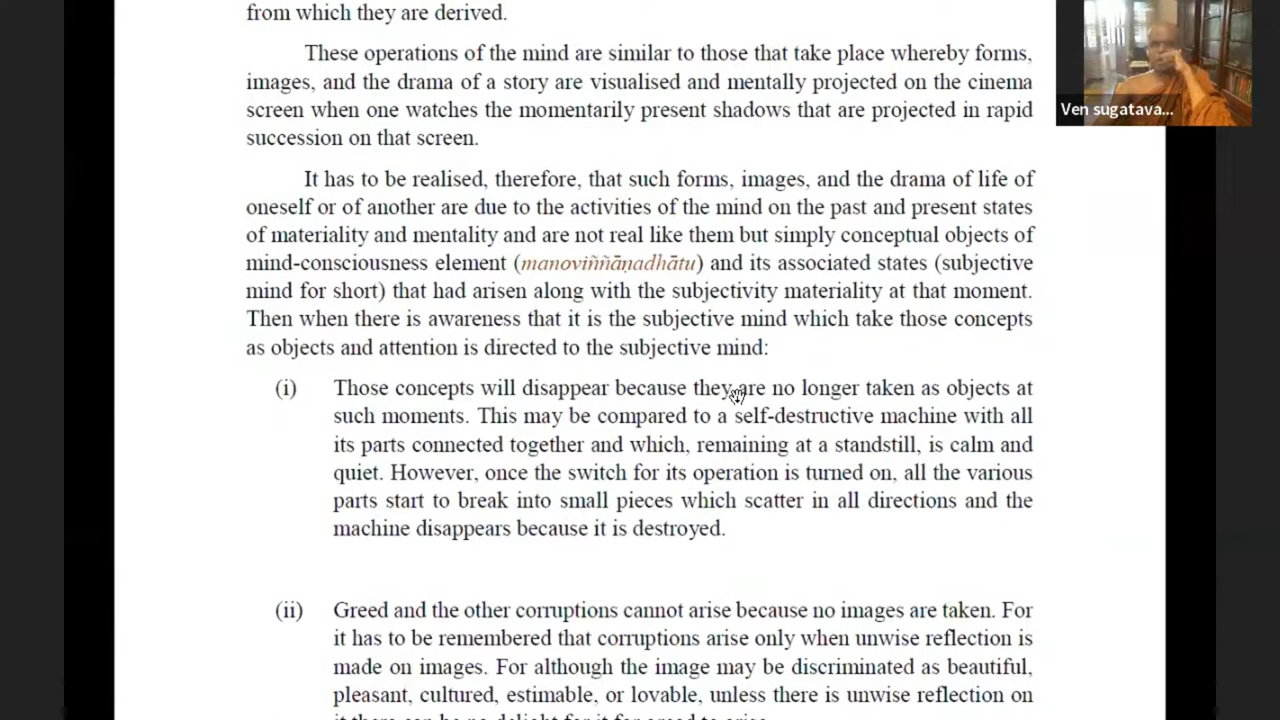 from which they are derived.
These operations of the mind are similar to those that take place whereby forms,
images, and the drama of a story are visualised and mentally projected on the cinema
screen when one watches the momentarily present shadows that are projected in rapid
succession on that screen.
It has to be realised, therefore, that such forms, images, and the drama of life of
oneself or of another are due to the activities of the mind on the past and present states
of materiality and mentality and are not real like them but simply conceptual objects of
mind-consciousness element (manoviññāṇadhātu) and its associated states (subjective
mind for short) that had arisen along with the subjectivity materiality at that moment.
Then when there is awareness that it is the subjective mind which take those concepts
as objects and attention is directed to the subjective mind:
(i) Those concepts will disappear because they are no longer taken as objects at
such moments. This may be compared to a self-destructive machine with all
its parts connected together and which, remaining at a standstill, is calm and
quiet. However, once the switch for its operation is turned on, all the various
parts start to break into small pieces which scatter in all directions and the
machine disappears because it is destroyed.
(ii) Greed and the other corruptions cannot arise because no images are taken. For
it has to be remembered that corruptions arise only when unwise reflection is
made on images. For although the image may be discriminated as beautiful,
pleasant, cultured, estimable, or lovable, unless there is unwise reflection on
it there can be no delight for it for greed to arise.
Ven sugatava...